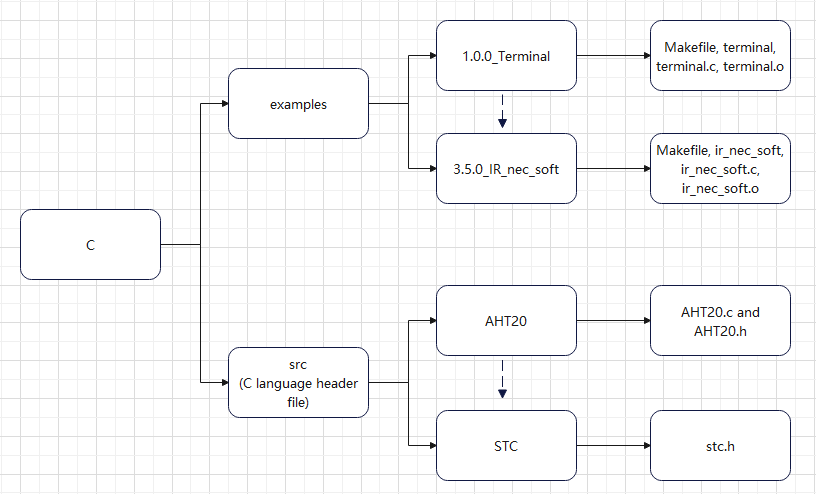 C
examples
1.0.0_Terminal
Makefile, terminal,
terminal.c, terminal.o
3.5.0_IR_nec_soft
Makefile, ir_nec_soft,
ir_nec_soft.c,
ir_nec_soft.o
src
(C language header
file)
AHT20
AHT20.c and
AHT20.h
STC
stc.h